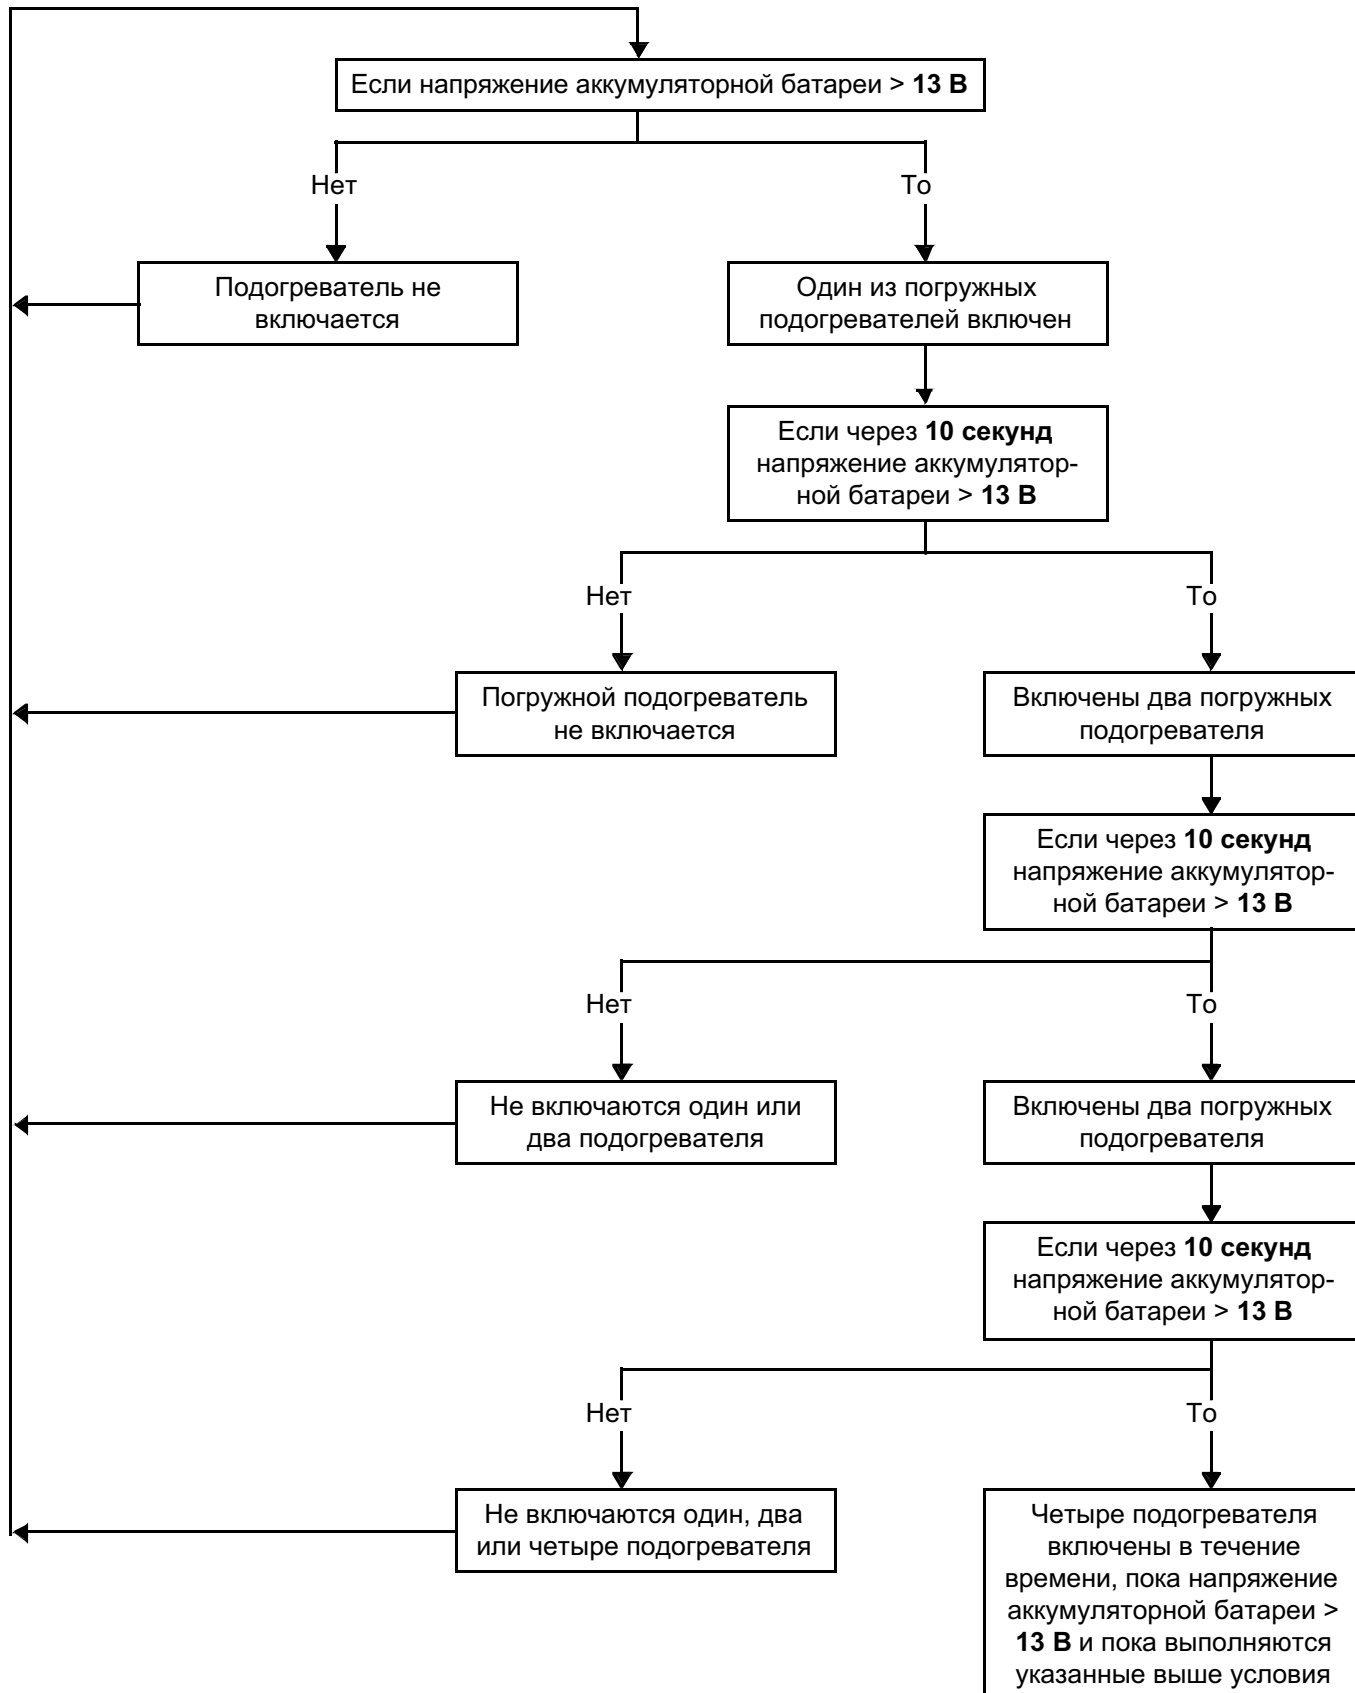 Если напряжение аккумуляторной батареи > 13 В
Нет
То
Подогреватель не
включается
Один из погружных
подогревателей включен
Если через 10 секунд
напряжение аккумулятор-
ной батареи > 13 В
Нет
То
Погружной подогреватель
не включается
Включены два погружных
подогревателя
Если через 10 секунд
напряжение аккумулятор-
ной батареи > 13 В
Нет
То
Не включаются один или
два подогревателя
Включены два погружных
подогревателя
Если через 10 секунд
напряжение аккумулятор-
ной батареи > 13 В
Нет
То
Не включаются один, два
или четыре подогревателя
Четыре подогревателя
включены в течение
времени, пока напряжение
аккумуляторной батареи >
13 В и пока выполняются
указанные выше условия